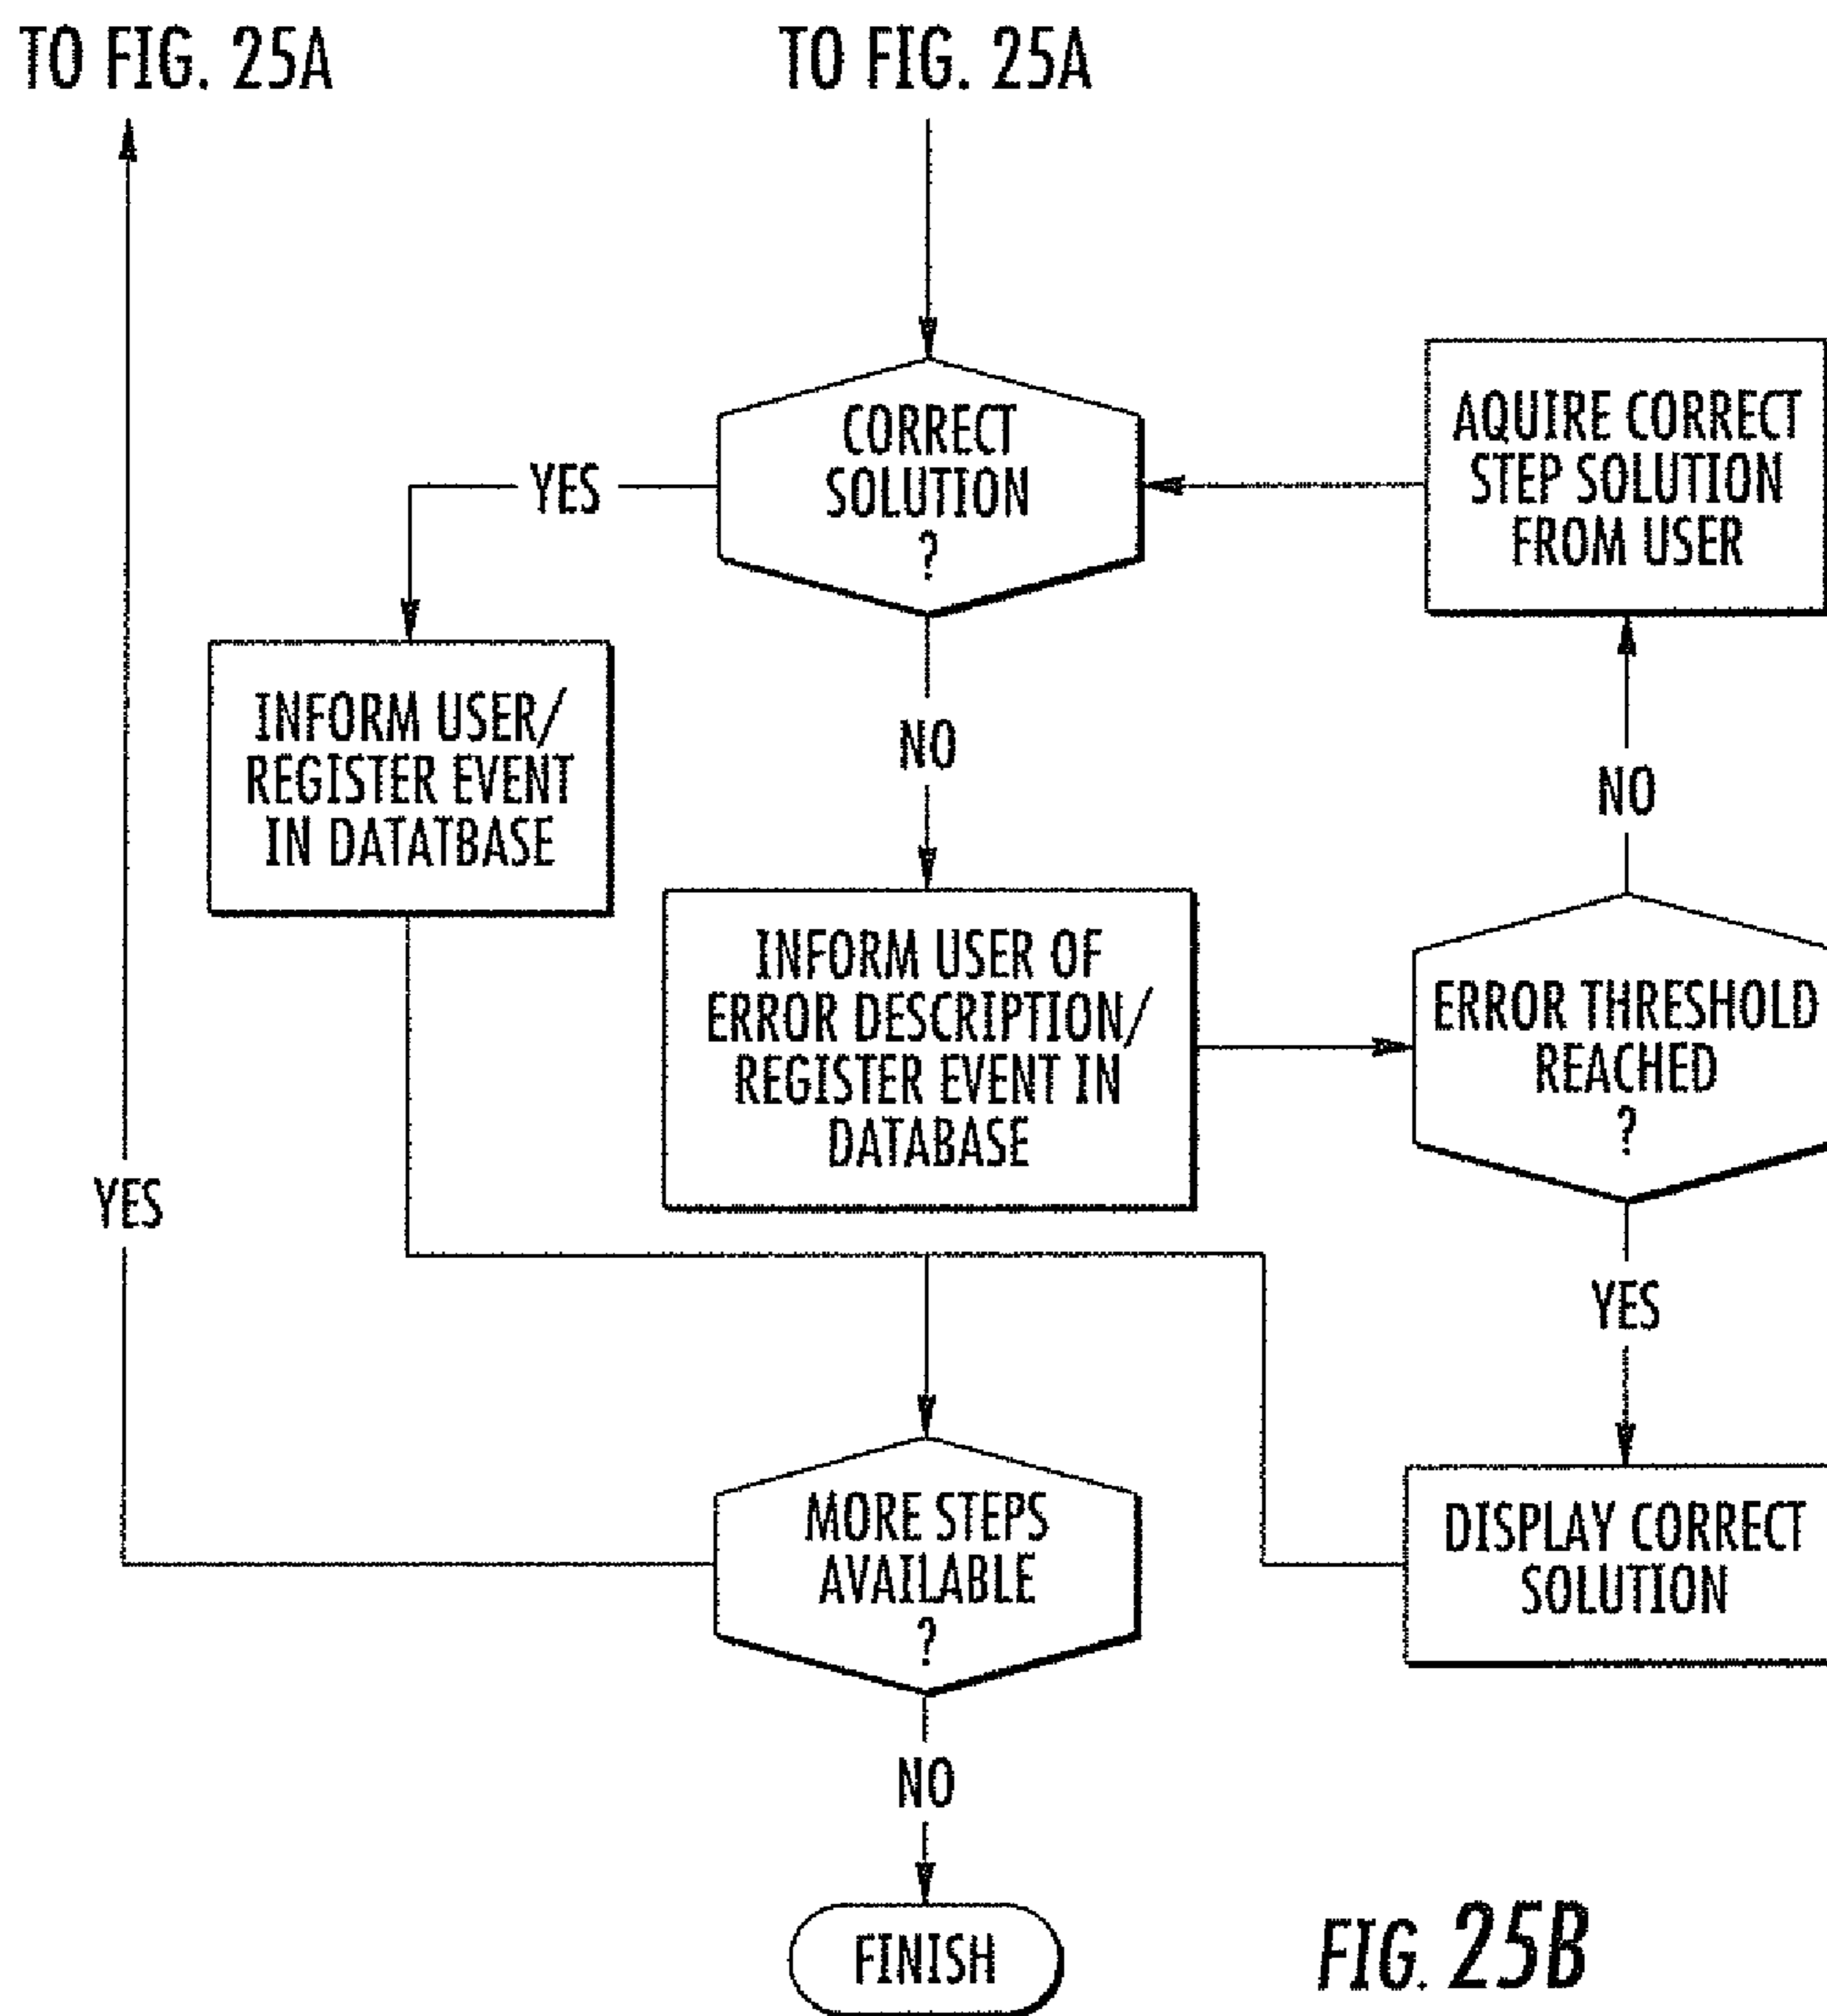 TO FIG. 25A
TO FIG. 25A
CORRECT
SOLUTION
?
AQUIRE CORRECT
STEP SOLUTION
FROM USER
YES
INFORM USER/
REGISTER EVENT
IN DATATBASE
NO
NO
INFORM USER OF
ERROR DESCRIPTION/
REGISTER EVENT IN
DATABASE
ERROR THRESHOLD
REACHED
?
YES
YES
MORE STEPS
AVAILABLE
?
DISPLAY CORRECT
SOLUTION
NO
FINISH
FIG. 25B